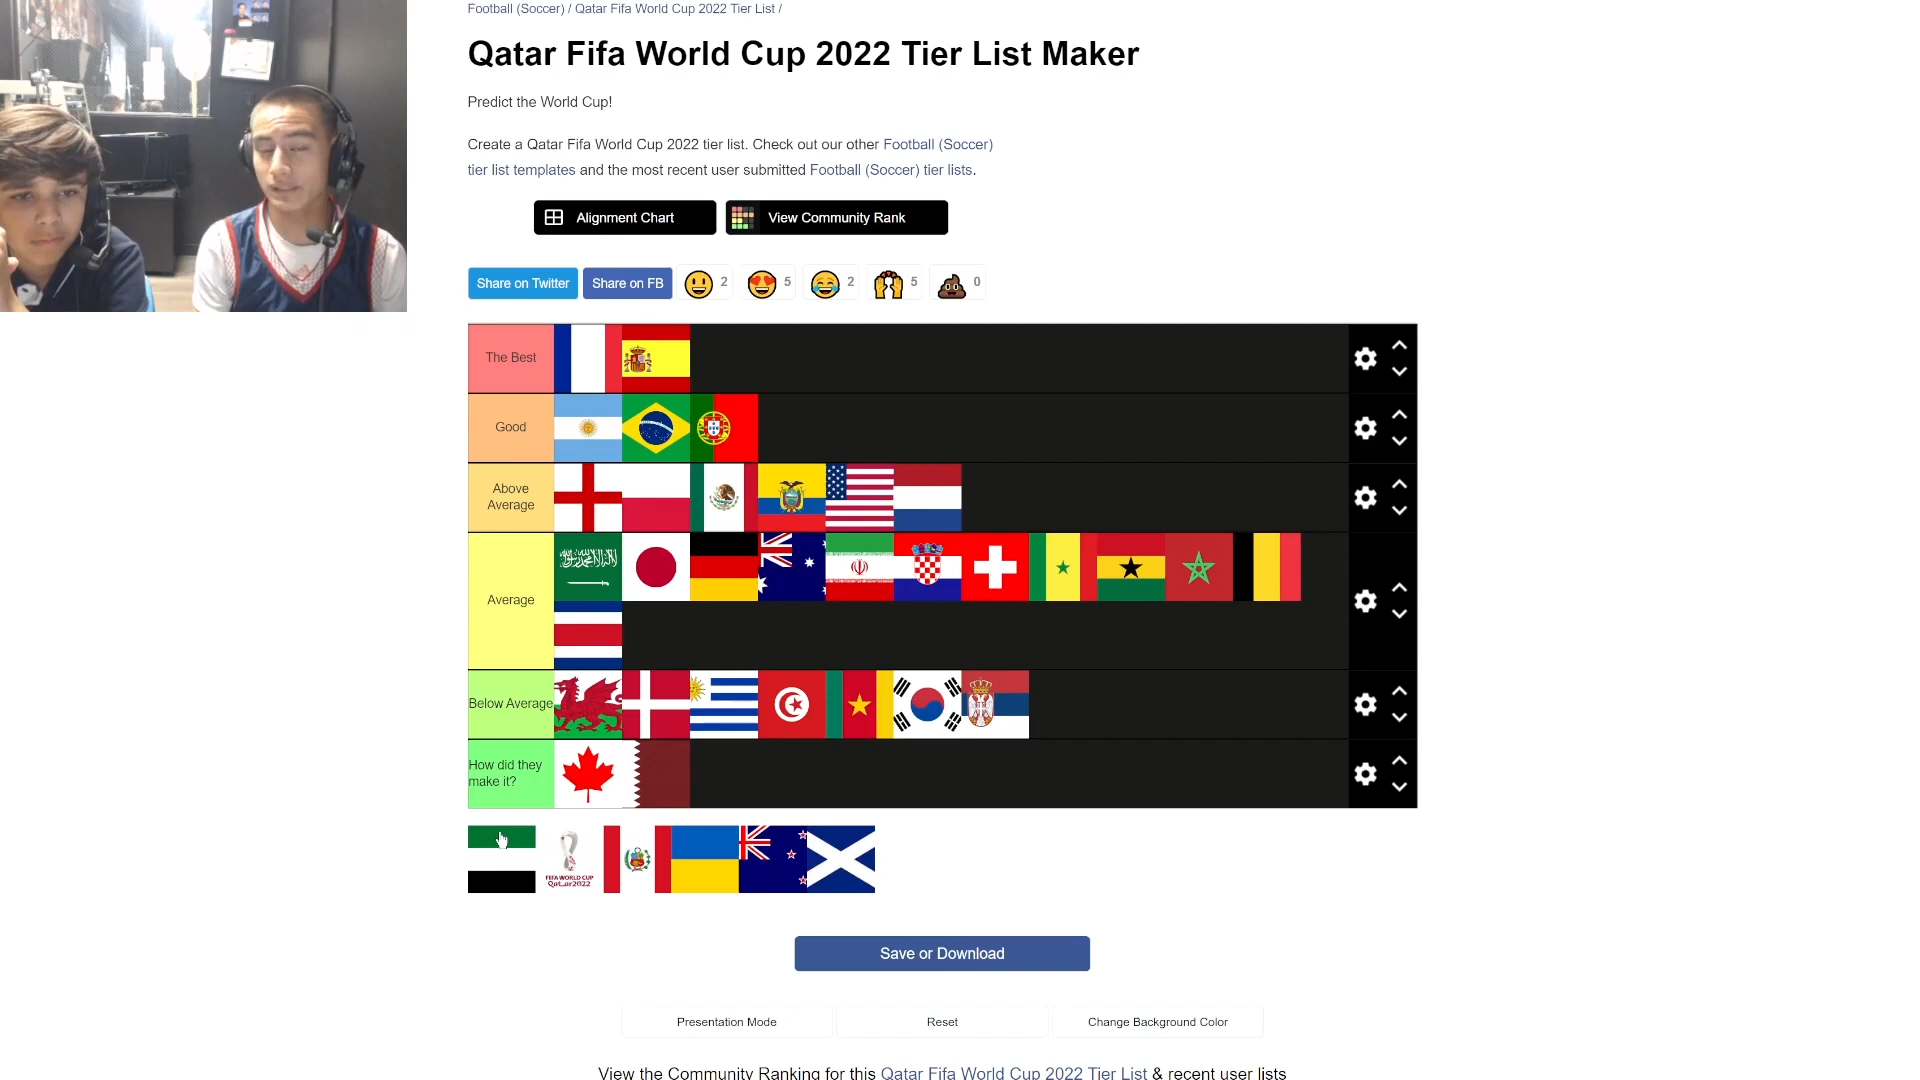 Football (Soccer) / Qatar Fifa World Cup 2022 Tier List /
Qatar Fifa World Cup 2022 Tier List Maker
Predict the World Cup!
Create a Qatar Fifa World Cup 2022 tier list. Check out our other Football (Soccer)
tier list templates and the most recent user submitted Football (Soccer) tier lists.
Alignment Chart
View Community Rank
Share on Twitter
Share on FB
2
5
2
5
0
The Best
Good
Above
Average
Average
Below Average
How did they
make it?
FIFA WORLD CUP
Qatar2022
Save or Download
Presentation Mode
Reset
Change Background Color
View the Community Ranking for this Qatar Fifa World Cup 2022 Tier List & recent user lists